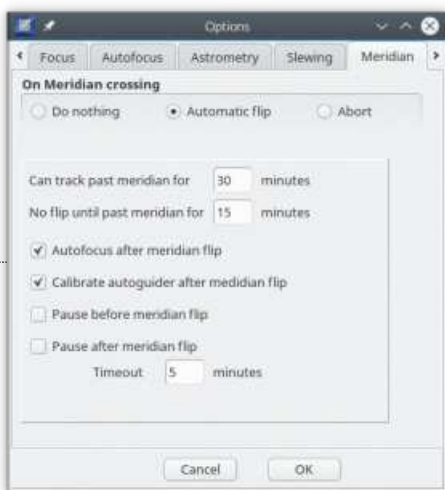 Options
Focus Autofocus Astrometry Slewing Meridian
On Meridian crossing
Do nothing Automatic flip Abort
Can track past meridian for 30 minutes
No flip until past meridian for 15 minutes
Autofocus after meridian flip
Calibrate autoguider after medidian flip
Pause before meridian flip
Pause after meridian flip
Timeout 5 minutes
Cancel OK